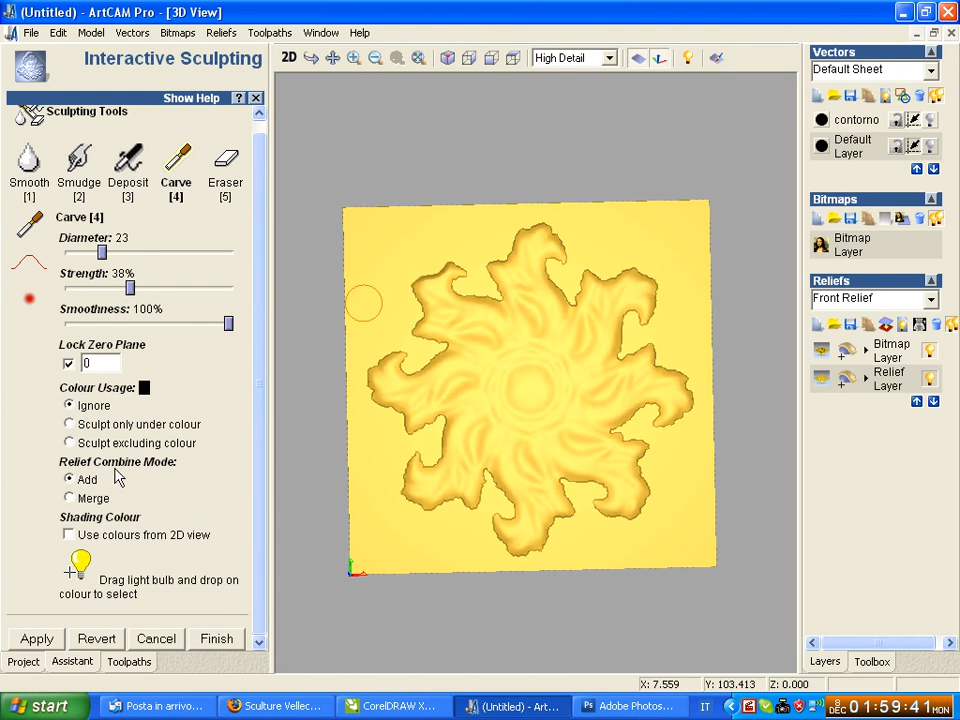 (Untitled) - ArtCAM Pro - [3D View]
File Edit Model Vectors Bitmaps Reliefs Toolpaths Window Help
Interactive Sculpting
2D
High Detail
Show Help ?
Sculpting Tools
Smooth Smudge Deposit Carve Eraser
[1] [2] [3] [4] [5]
Carve [4]
Diameter: 23
Strength: 38%
Smoothness: 100%
Lock Zero Plane
0
Colour Usage:
Ignore
Sculpt only under colour
Sculpt excluding colour
Relief Combine Mode:
Add
Merge
Shading Colour
Use colours from 2D view
Drag light bulb and drop on
colour to select
Apply Revert Cancel Finish
Project Assistant Toolpaths
Vectors
Default Sheet
contorno
Default
Layer
Bitmaps
Bitmap
Layer
Reliefs
Front Relief
Bitmap
Layer
Relief
Layer
Layers Toolbox
X: 7.559 Y: 103.413 Z: 0.000
start
Posta in arrivo...
Sculture Vellec...
CorelDRAW X...
(Untitled) - Art...
Adobe Photos...
IT
8 DEC 01:59:41 MON